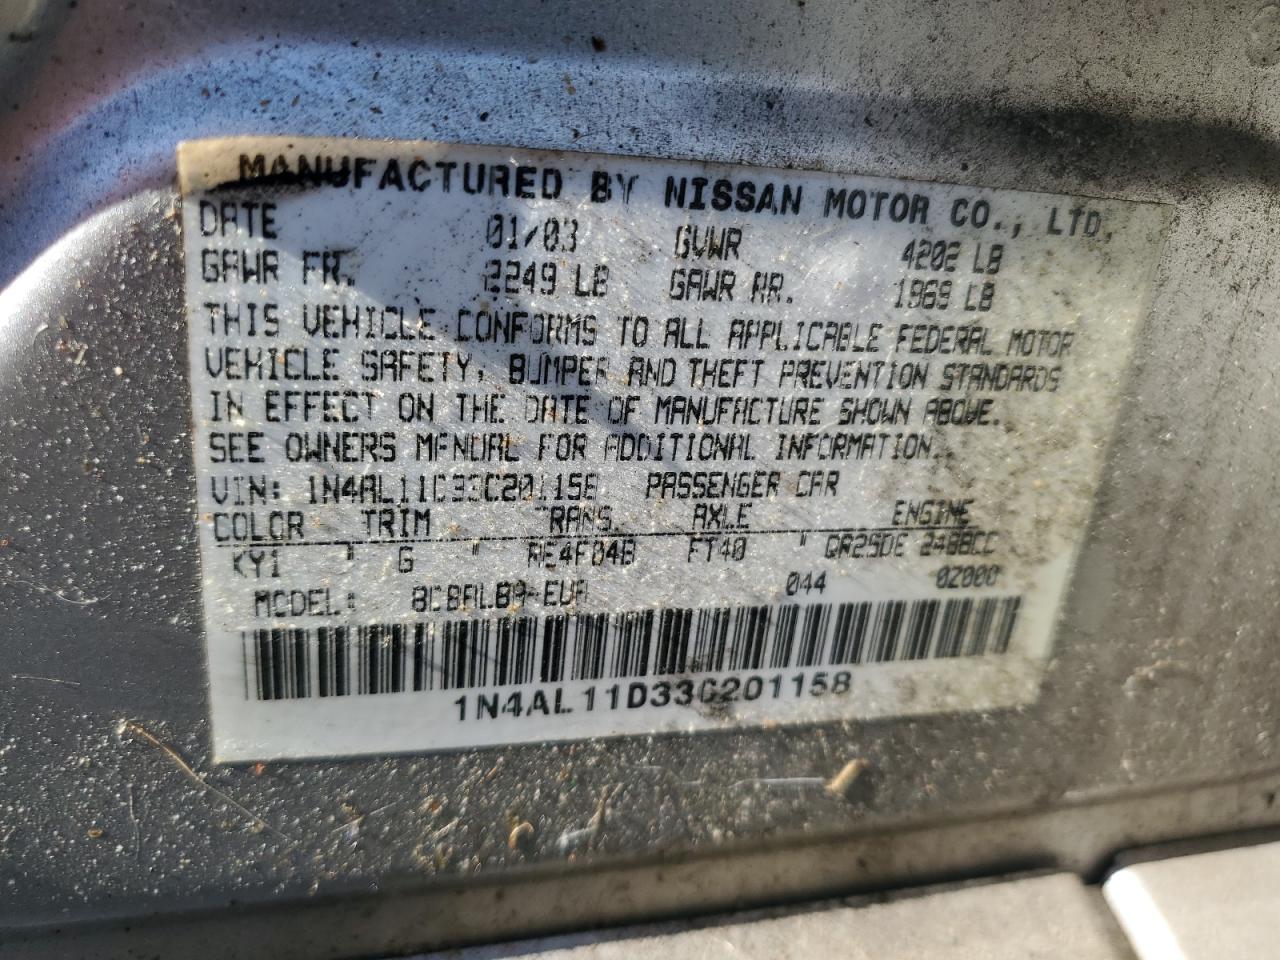 MANUFACTURED BY NISSAN MOTOR CO., LTD.
DATE 01/03 GVWR 4202 LB
GAWR FR. 2249 LB GAWR RR. 1969 LB
THIS VEHICLE CONFORMS TO ALL APPLICABLE FEDERAL MOTOR
VEHICLE SAFETY, BUMPER AND THEFT PREVENTION STANDARDS
IN EFFECT ON THE DATE OF MANUFACTURE SHOWN ABOVE.
SEE OWNERS MANUAL FOR ADDITIONAL INFORMATION.
VIN: 1N4AL11D33C201158 PASSENGER CAR
COLOR TRIM TRANS. AXLE ENGINE
KY1 " G " RE4F04B FT40 " QR25DE 2488CC
MODEL: 044 0Z000
1N4AL11D33C201158